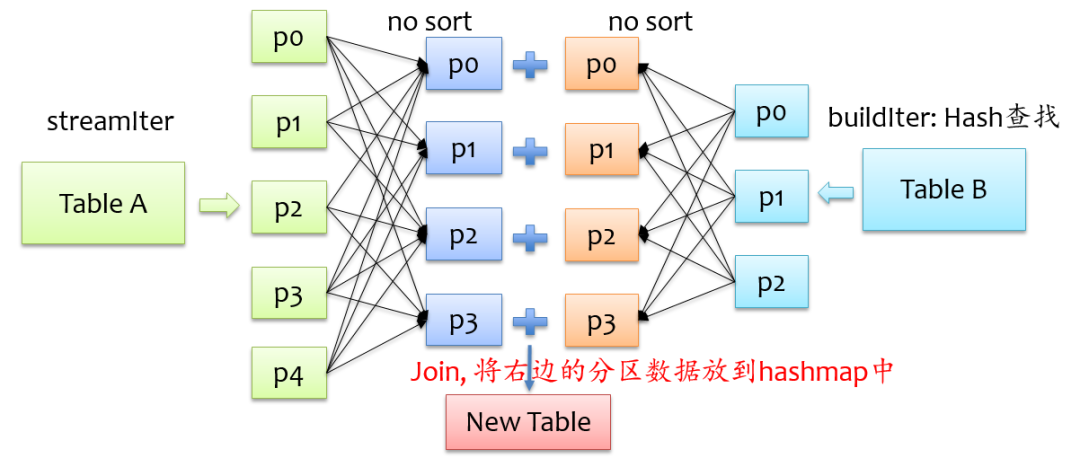 no sort
no sort
p0
p0
p0
p0
streamIter
buildIter: Hash查找
p1
p1
p1
p1
Table A
Table B
p2
p2
p2
p2
p3
p3
p3
p4
Join, 将右边的分区数据放到hashmap中
New Table